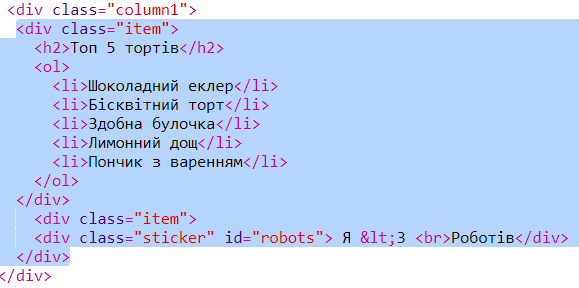 <div class="column1">
<div class="item">
<h2>Топ 5 тортів</h2>
<ol>
<li>Шоколадний еклер</li>
<li>Бісквітний торт</li>
<li>Здобна булочка</li>
<li>Лимонний дощ</li>
<li>Пончик з варенням</li>
</ol>
</div>
<div class="item">
<div class="sticker" id="robots"> Я &lt;3 <br>Роботів</div>
</div>
</div>